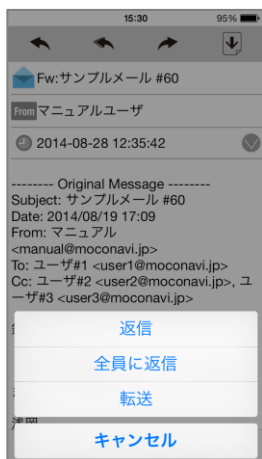 15:30 95%
Fw:サンプルメール #60
From マニュアルユーザ
2014-08-28 12:35:42
-------- Original Message --------
Subject: サンプルメール #60
Date: 2014/08/19 17:09
From: マニュアル
<manual@moconavi.jp>
To: ユーザ#1 <user1@moconavi.jp>
Cc: ユーザ#2 <user2@moconavi.jp>, ユ
ーザ#3 <user3@moconavi.jp>
返信
全員に返信
転送
キャンセル